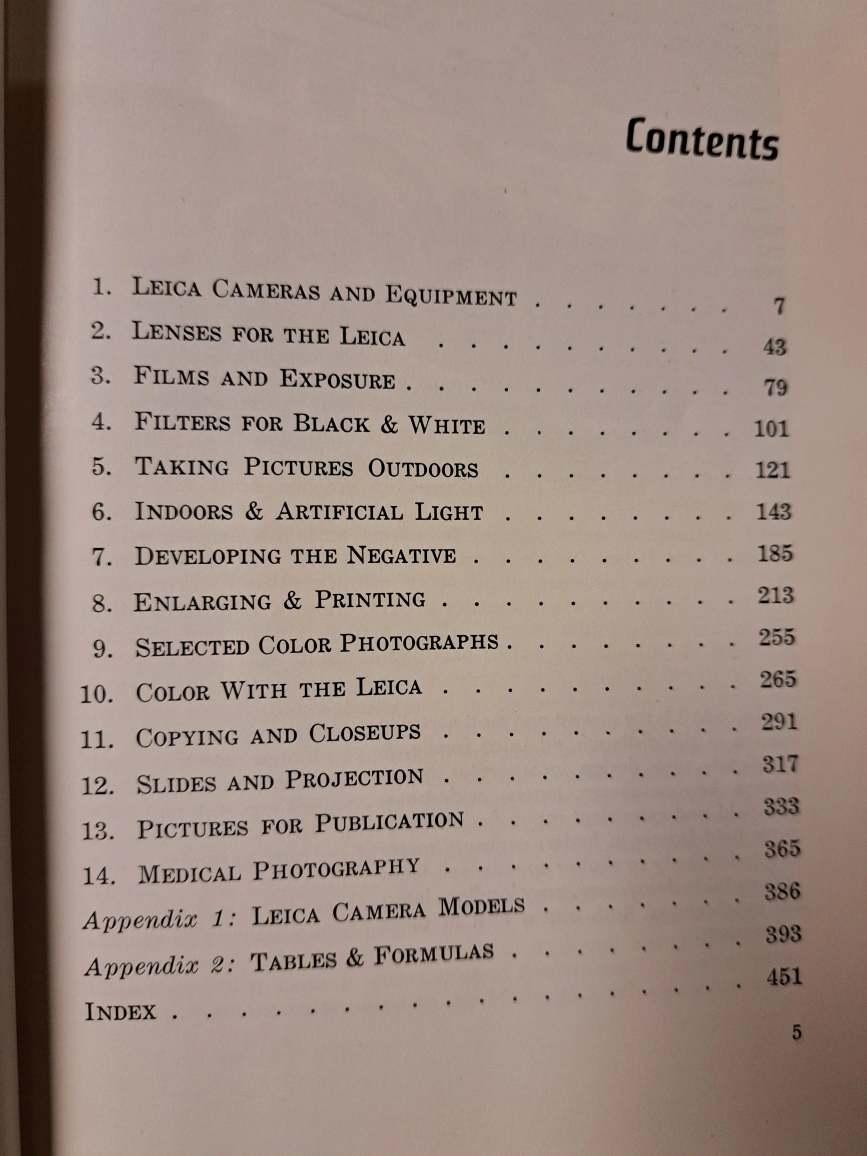 Contents
1. LEICA CAMERAS AND EQUIPMENT . . . . . . . 7
2. LENSES FOR THE LEICA . . . . . . . . . . 43
3. FILMS AND EXPOSURE . . . . . . . . . . . 79
4. FILTERS FOR BLACK & WHITE . . . . . . . . 101
5. TAKING PICTURES OUTDOORS . . . . . . . . 121
6. INDOORS & ARTIFICIAL LIGHT . . . . . . . . 143
7. DEVELOPING THE NEGATIVE . . . . . . . . . 185
8. ENLARGING & PRINTING . . . . . . . . . . 213
9. SELECTED COLOR PHOTOGRAPHS . . . . . . . . 255
10. COLOR WITH THE LEICA . . . . . . . . . . 265
11. COPYING AND CLOSEUPS . . . . . . . . . . 291
12. SLIDES AND PROJECTION . . . . . . . . . . 317
13. PICTURES FOR PUBLICATION . . . . . . . . . 333
14. MEDICAL PHOTOGRAPHY . . . . . . . . . . 365
Appendix 1: LEICA CAMERA MODELS . . . . . . . 386
Appendix 2: TABLES & FORMULAS . . . . . . . . 393
INDEX . . . . . . . . . . . . . . . . . . 451
5